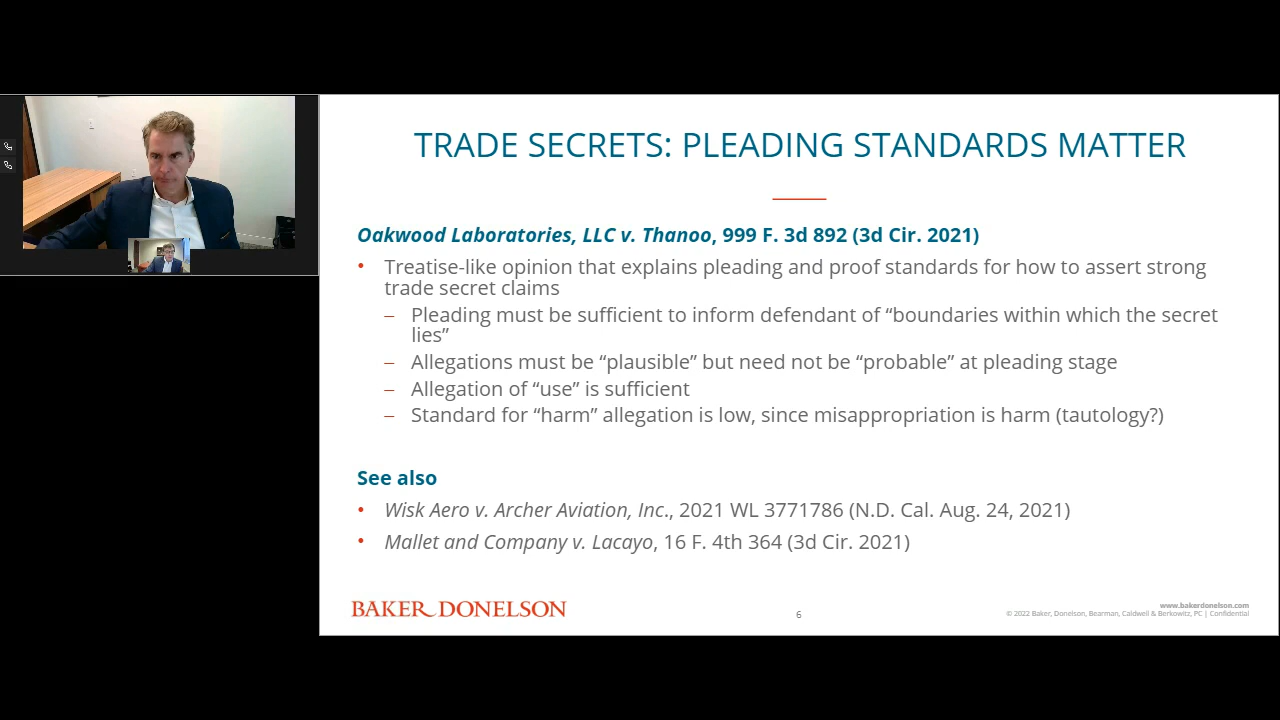 TRADE SECRETS: PLEADING STANDARDS MATTER
Oakwood Laboratories, LLC v. Thanoo, 999 F. 3d 892 (3d Cir. 2021)
• Treatise-like opinion that explains pleading and proof standards for how to assert strong
trade secret claims
– Pleading must be sufficient to inform defendant of “boundaries within which the secret
lies”
– Allegations must be “plausible” but need not be “probable” at pleading stage
– Allegation of “use” is sufficient
– Standard for “harm” allegation is low, since misappropriation is harm (tautology?)
See also
• Wisk Aero v. Archer Aviation, Inc., 2021 WL 3771786 (N.D. Cal. Aug. 24, 2021)
• Mallet and Company v. Lacayo, 16 F. 4th 364 (3d Cir. 2021)
BAKER DONELSON
6
www.bakerdonelson.com
© 2022 Baker, Donelson, Bearman, Caldwell & Berkowitz, PC | Confidential